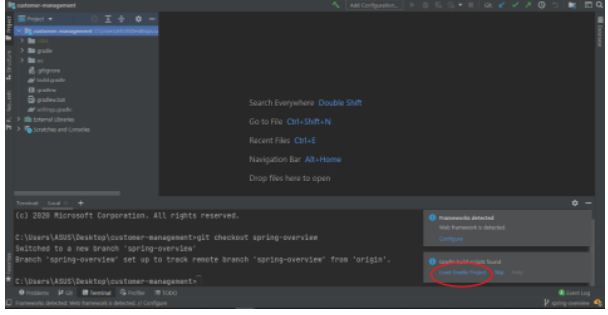 customer-management
Add Configuration...
Project
customer-management
gradle
src
.gitignore
build.gradle
gradlew
gradlew.bat
settings.gradle
External Libraries
Scratches and Consoles
Search Everywhere Double Shift
Go to File Ctrl+Shift+N
Recent Files Ctrl+E
Navigation Bar Alt+Home
Drop files here to open
Terminal: Local
(c) 2020 Microsoft Corporation. All rights reserved.
C:\Users\ASUS\Desktop\customer-management>git checkout spring-overview
Switched to a new branch 'spring-overview'
Branch 'spring-overview' set up to track remote branch 'spring-overview' from 'origin'.
C:\Users\ASUS\Desktop\customer-management>
Frameworks detected
Web framework is detected.
Configure
Gradle build scripts found
Load Gradle Project Skip Help
Problems Git Terminal Profiler TODO
Event Log
Frameworks detected: Web framework is detected. // Configure
spring-overview